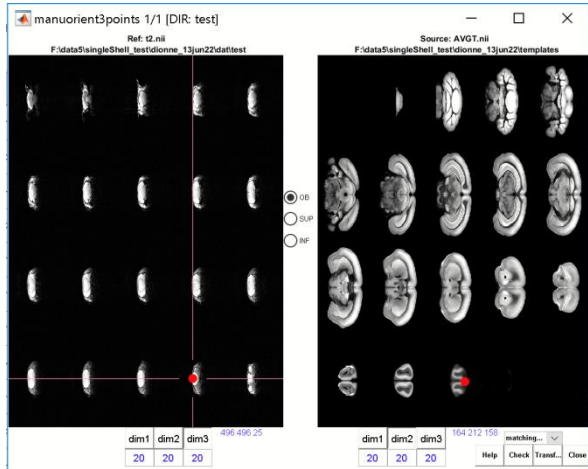 manuorient3points 1/1 [DIR: test]
Ref: t2.nii
F:\data5\singleShell_test\dionne_13jun22\dat\test
Source: AVGT.nii
F:\data5\singleShell_test\dionne_13jun22\templates
OB
SUP
INF
dim1 dim2 dim3 496 496 25
20 20 20
dim1 dim2 dim3 164 212 158
20 20 20
matching...
Help Check Transf... Close